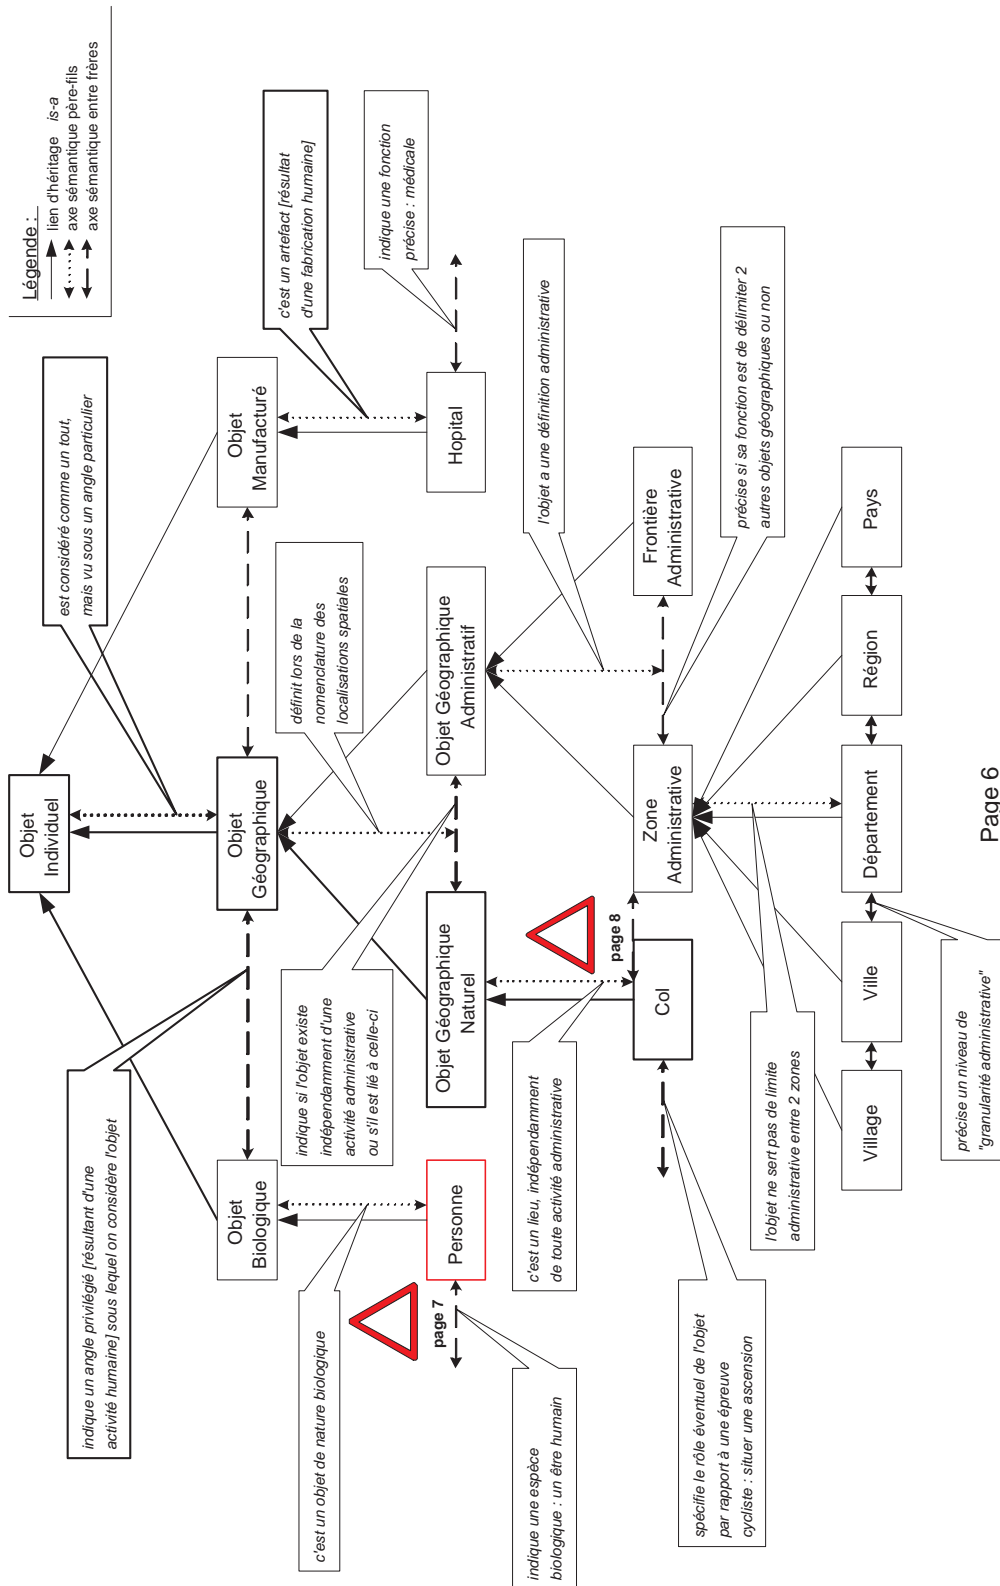 Légende :
lien d'héritage is-a
axe sémantique père-fils
axe sémantique entre frères
est considéré comme un tout,
mais vu sous un angle particulier
Objet
Individuel
indique un angle privilégié [résultant d'une
activité humaine] sous lequel on considère l'objet
c'est un artefact [résultat
d'une fabrication humaine]
Objet
Biologique
Objet
Géographique
Objet
Manufacturé
définit lors de la
nomenclature des
localisations spatiales
indique une fonction
précise : médicale
c'est un objet de nature biologique
indique si l'objet existe
indépendamment d'une
activité administrative
ou s'il est lié à celle-ci
page 7
Personne
Objet Géographique
Naturel
Objet Géographique
Administratif
Hopital
indique une espèce
biologique : un être humain
c'est un lieu, indépendamment
de toute activité administrative
l'objet a une définition administrative
page 8
Col
Zone
Administrative
Frontière
Administrative
spécifie le rôle éventuel de l'objet
par rapport à une épreuve
cycliste : situer une ascension
l'objet ne sert pas de limite
administrative entre 2 zones
précise si sa fonction est de délimiter 2
autres objets géographiques ou non
Village
Ville
Département
Région
Pays
précise un niveau de
"granularité administrative"
Page 6